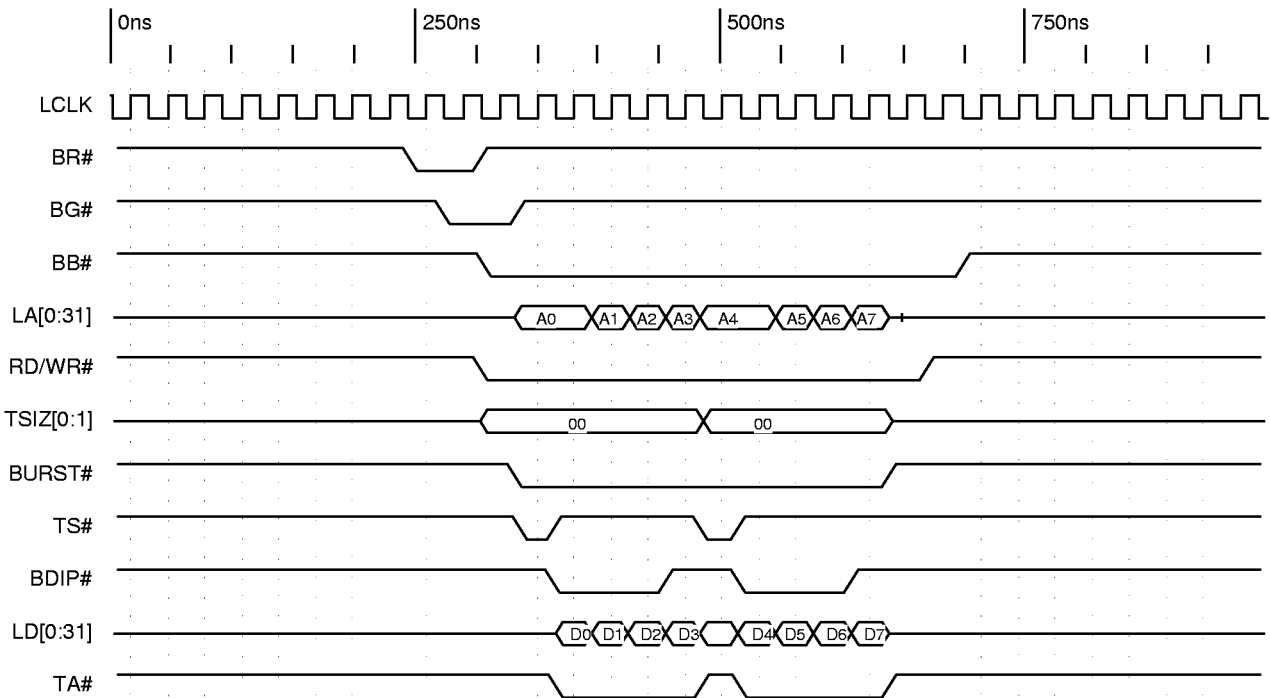 0ns 250ns 500ns 750ns
LCLK
BR#
BG#
BB#
LA[0:31] A0 A1 A2 A3 A4 A5 A6 A7
RD/WR#
TSIZ[0:1] 00 00
BURST#
TS#
BDIP#
LD[0:31] D0 D1 D2 D3 D4 D5 D6 D7
TA#